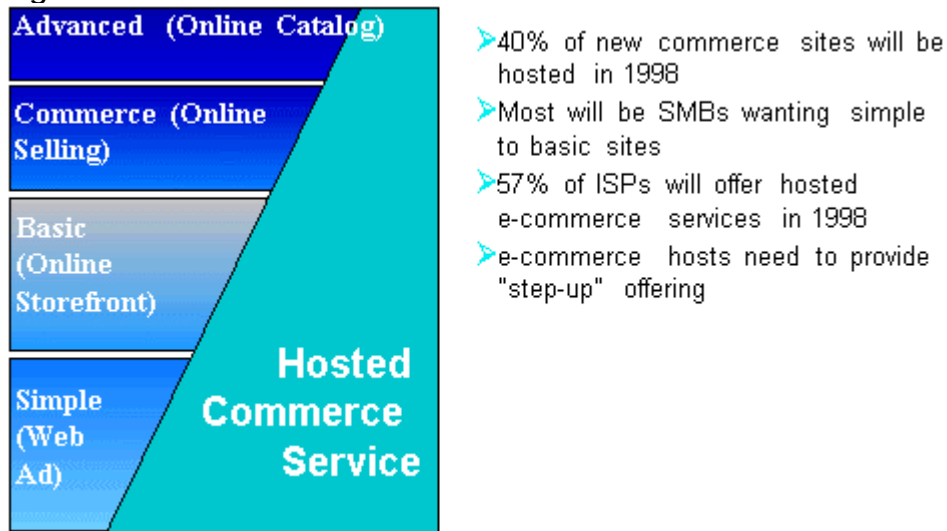 Advanced (Online Catalog)
Commerce (Online
Selling)
Basic
(Online
Storefront)
Simple
(Web
Ad)
Hosted
Commerce
Service
40% of new commerce sites will be
hosted in 1998
Most will be SMBs wanting simple
to basic sites
57% of ISPs will offer hosted
e-commerce services in 1998
e-commerce hosts need to provide
"step-up" offering